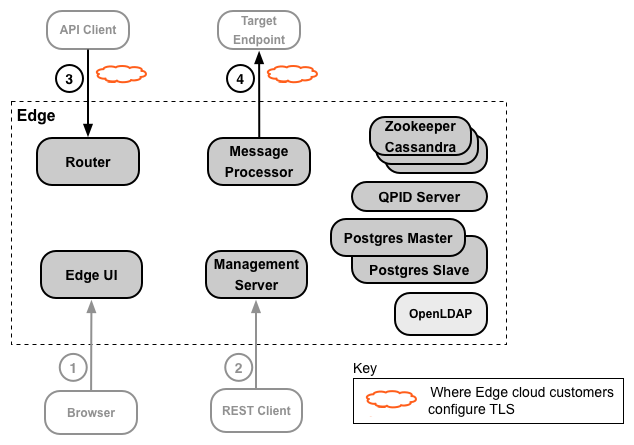 API Client
Target
Endpoint
3
4
Edge
Router
Message
Processor
Zookeeper
Cassandra
QPID Server
Postgres Master
Postgres Slave
Edge UI
Management
Server
OpenLDAP
1
2
Browser
REST Client
Key
Where Edge cloud customers
configure TLS